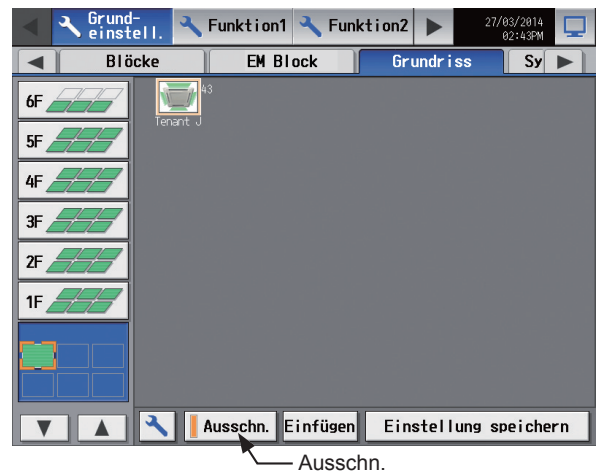 Grund-
einstell.
Funktion1
Funktion2
27/03/2014
02:43PM
Blöcke
EM Block
Grundriss
Sy
6F
43
Tenant J
5F
4F
3F
2F
1F
Ausschn.
Einfügen
Einstellung speichern
Ausschn.